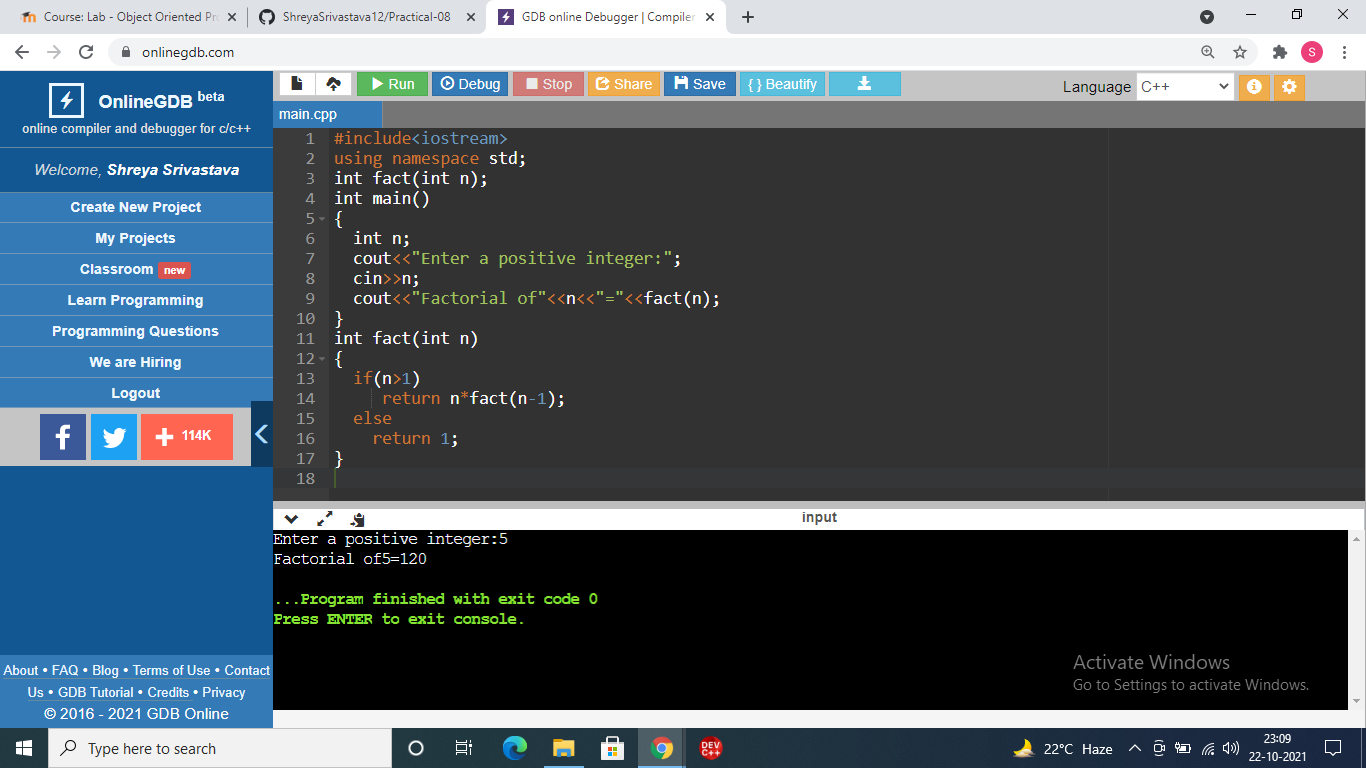 Course: Lab - Object Oriented Pr
ShreyaSrivastava12/Practical-08
GDB online Debugger | Compiler
onlinegdb.com
S
OnlineGDB beta
online compiler and debugger for c/c++
Welcome, Shreya Srivastava
Create New Project
My Projects
Classroom new
Learn Programming
Programming Questions
We are Hiring
Logout
f
+ 114K
About • FAQ • Blog • Terms of Use • Contact
Us • GDB Tutorial • Credits • Privacy
© 2016 - 2021 GDB Online
Run Debug Stop Share Save { } Beautify
Language C++
main.cpp
1 #include<iostream>
2 using namespace std;
3 int fact(int n);
4 int main()
5 {
6   int n;
7   cout<<"Enter a positive integer:";
8   cin>>n;
9   cout<<"Factorial of"<<n<<"="<<fact(n);
10 }
11 int fact(int n)
12 {
13   if(n>1)
14      return n*fact(n-1);
15   else
16     return 1;
17 }
18
input
Enter a positive integer:5
Factorial of5=120
...Program finished with exit code 0
Press ENTER to exit console.
Activate Windows
Go to Settings to activate Windows.
Type here to search
DEV
C++
22°C Haze
23:09
22-10-2021